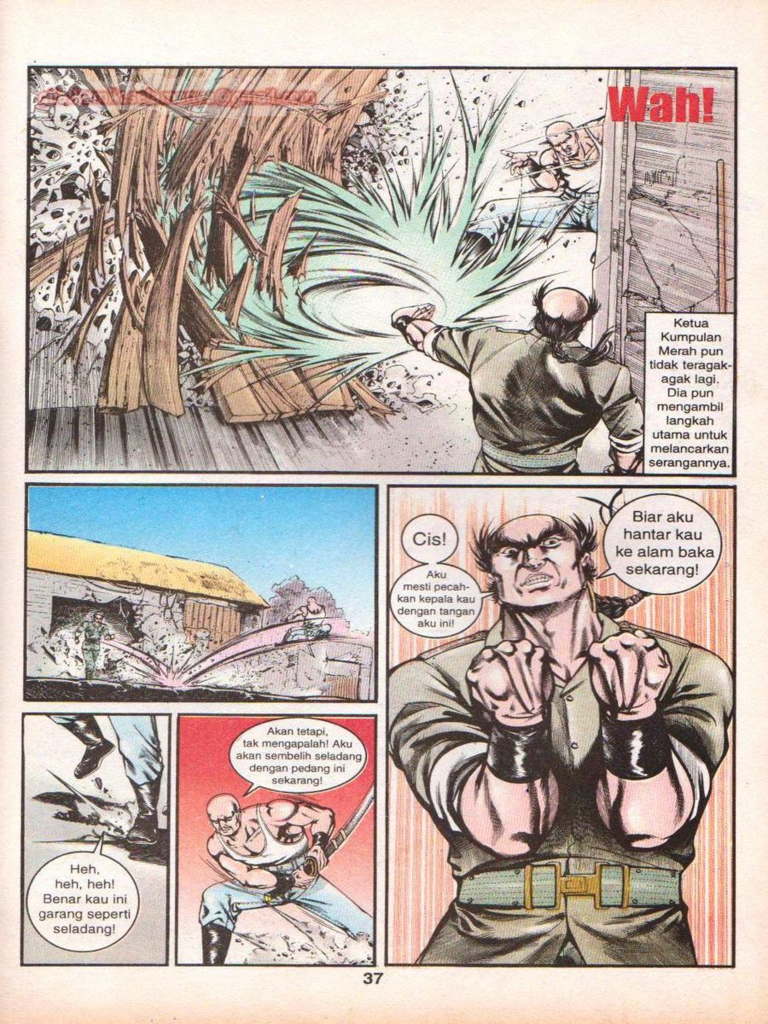 Wah!
Ketua
Kumpulan
Merah pun
tidak teragak-
agak lagi.
Dia pun
mengambil
langkah
utama untuk
melancarkan
serangannya.
Cis!
Aku
mesti pecah-
kan kepala kau
dengan tangan
aku ini!
Biar aku
hantar kau
ke alam baka
sekarang!
Heh,
heh, heh!
Benar kau ini
garang seperti
seladang!
Akan tetapi,
tak mengapalah! Aku
akan sembelih seladang
dengan pedang ini
sekarang!
37